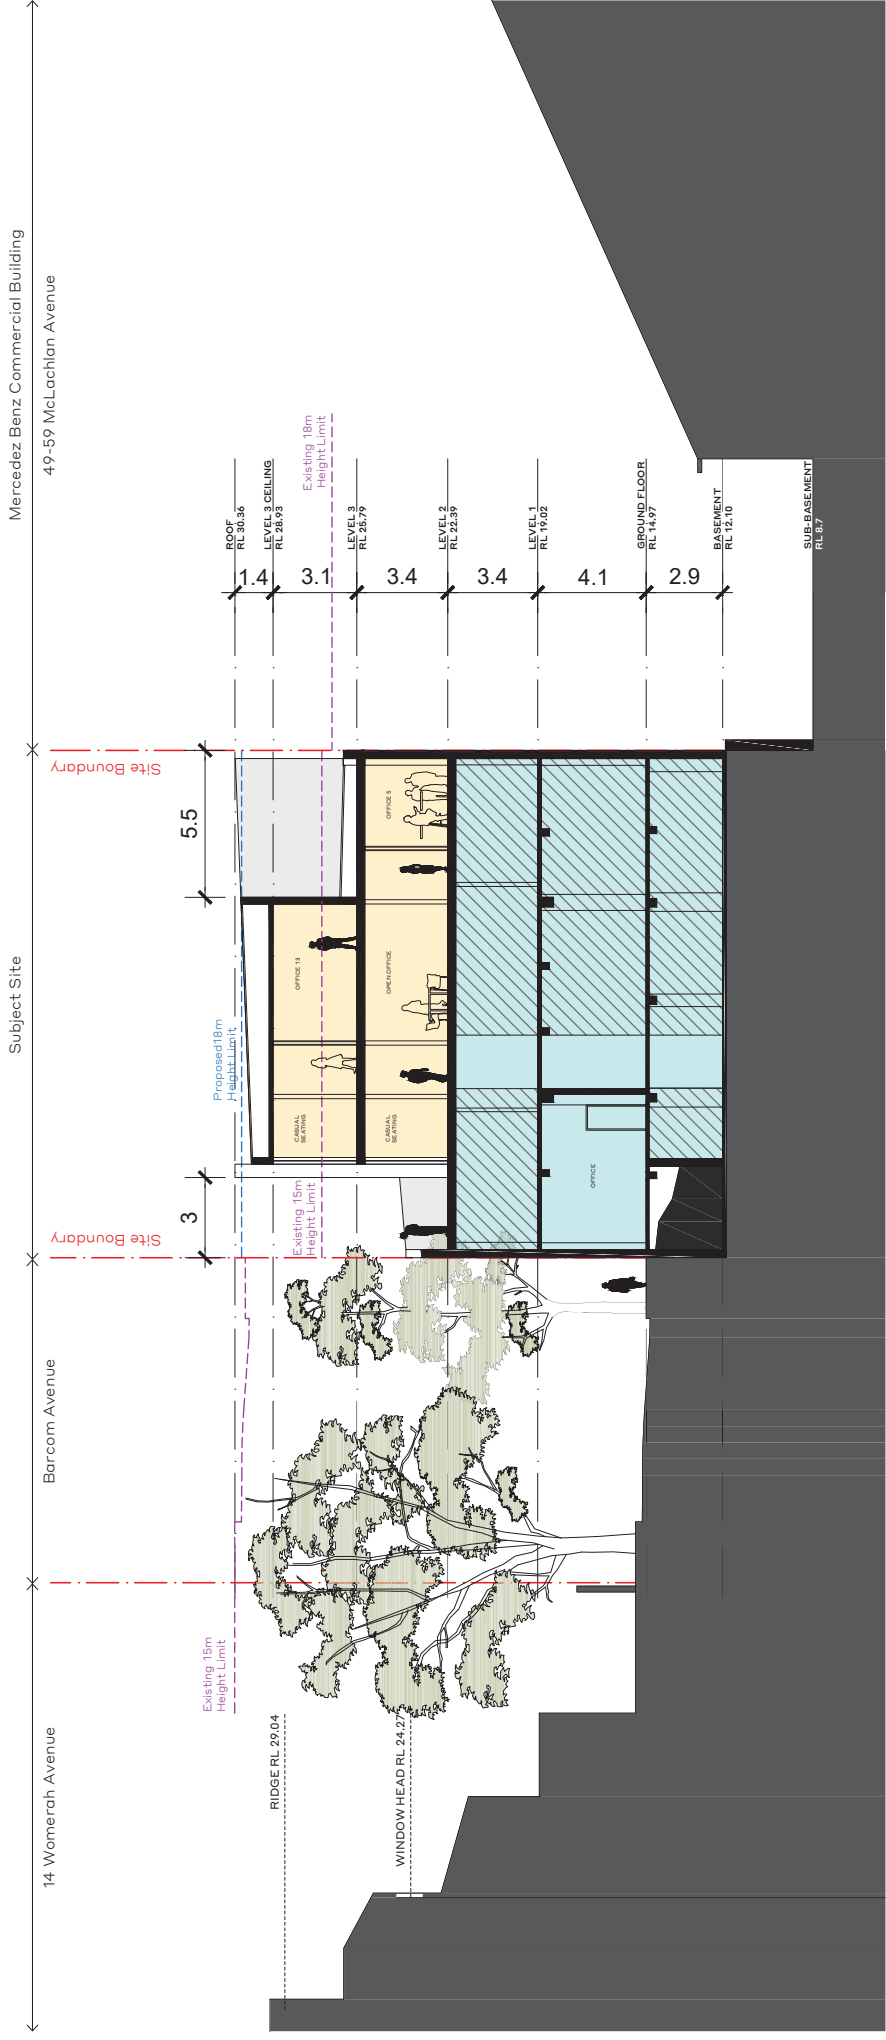 14 Womerah Avenue
Barcom Avenue
Subject Site
Mercedez Benz Commercial Building
49-59 McLachlan Avenue
Existing 15m
Height Limit
RIDGE RL 29.04
WINDOW HEAD RL 24.27
Site Boundary
3
Existing 15m
Height Limit
Proposed18m
Height Limit
5.5
Site Boundary
CASUAL
SEATING
OFFICE 13
CASUAL
SEATING
OPEN OFFICE
OFFICE 5
OFFICE
1.4
3.1
3.4
3.4
4.1
2.9
Existing 18m
Height Limit
ROOF
RL 30.36
LEVEL 3 CEILING
RL 28.93
LEVEL 3
RL 25.79
LEVEL 2
RL 22.39
LEVEL 1
RL 19.02
GROUND FLOOR
RL 14.97
BASEMENT
RL 12.10
SUB-BASEMENT
RL 8.7